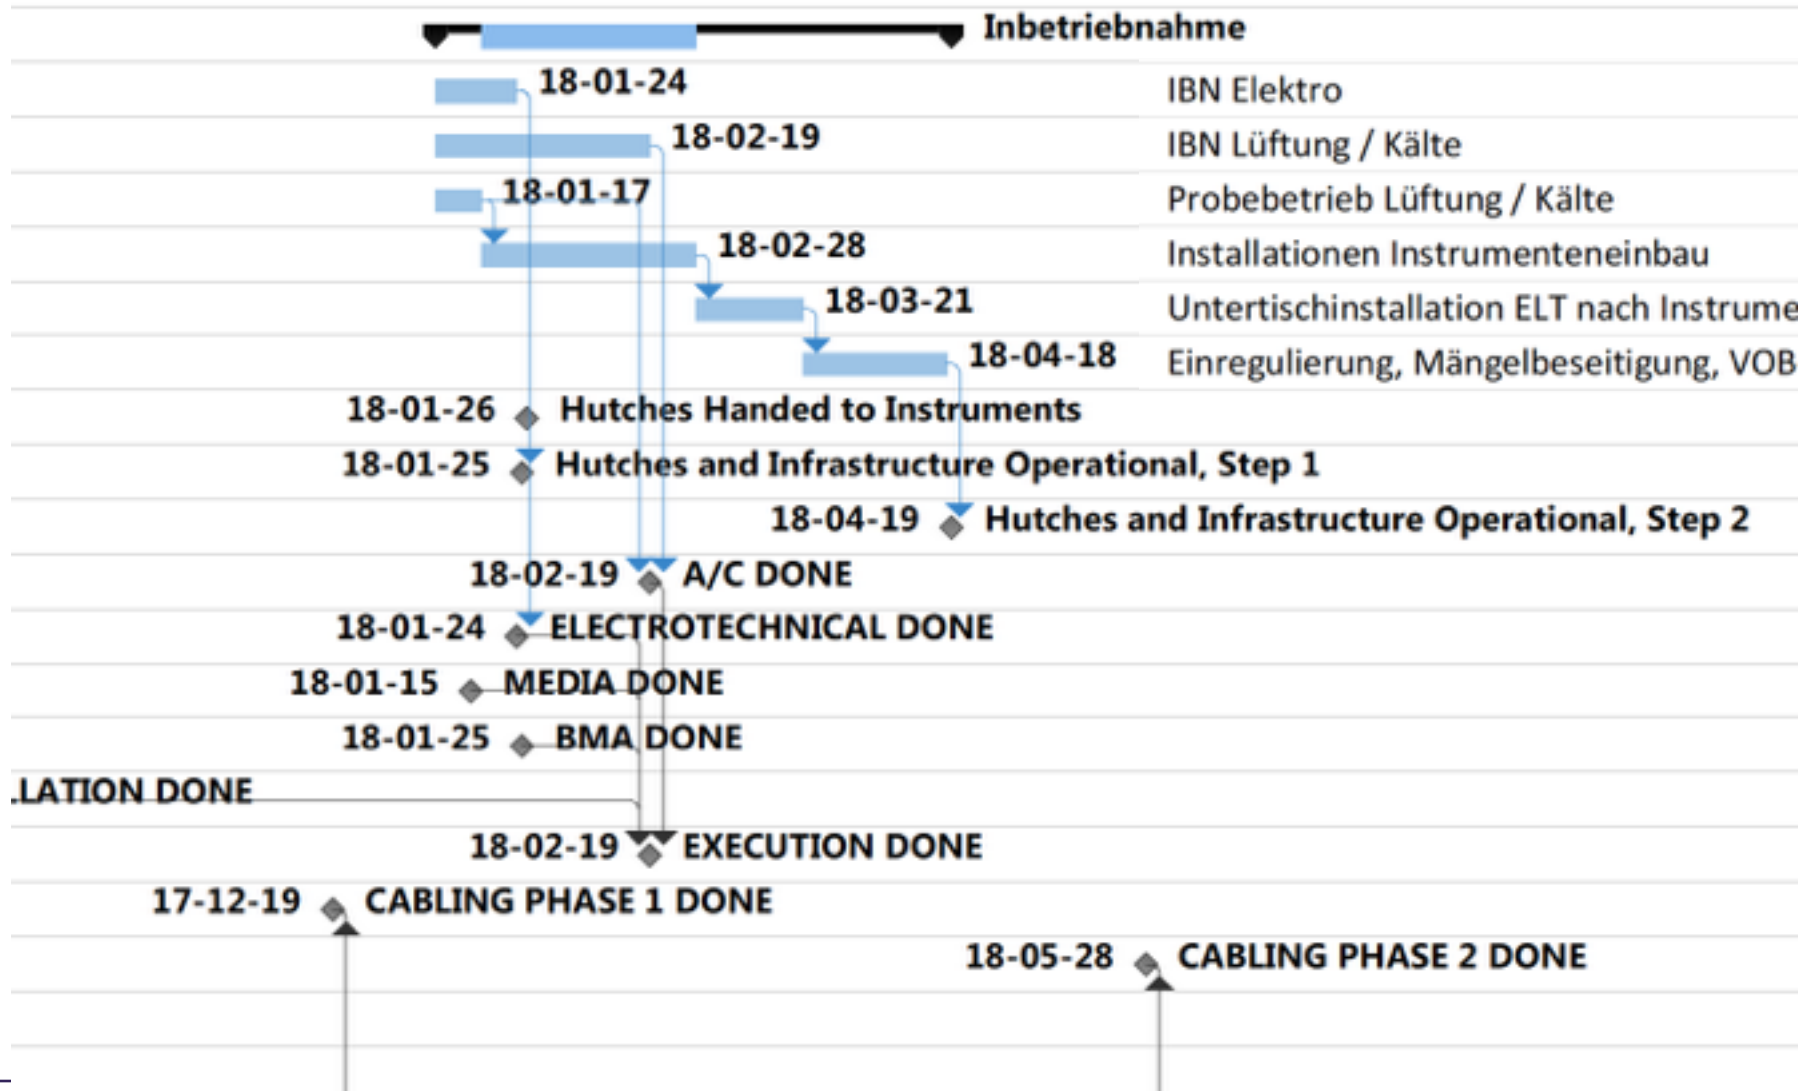 Inbetriebnahme
18-01-24 IBN Elektro
18-02-19 IBN Lüftung / Kälte
18-01-17 Probebetrieb Lüftung / Kälte
18-02-28 Installationen Instrumenteneinbau
18-03-21 Untertischinstallation ELT nach Instrume
18-04-18 Einregulierung, Mängelbeseitigung, VOB
18-01-26 Hutches Handed to Instruments
18-01-25 Hutches and Infrastructure Operational, Step 1
18-04-19 Hutches and Infrastructure Operational, Step 2
18-02-19 A/C DONE
18-01-24 ELECTROTECHNICAL DONE
18-01-15 MEDIA DONE
18-01-25 BMA DONE
LLATION DONE
18-02-19 EXECUTION DONE
17-12-19 CABLING PHASE 1 DONE
18-05-28 CABLING PHASE 2 DONE